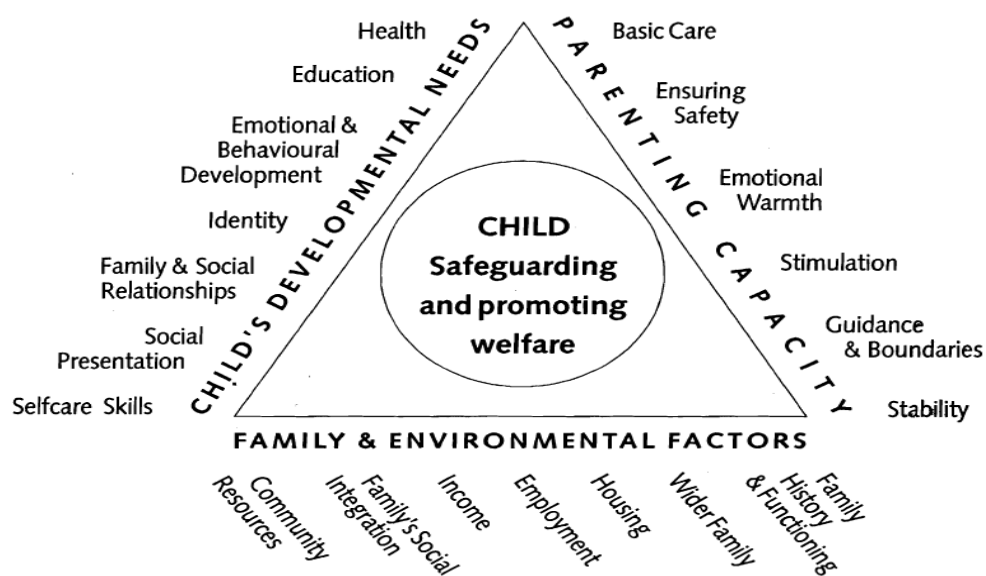 Health
Education
Emotional &
Behavioural
Development
Identity
Family & Social
Relationships
Social
Presentation
Selfcare Skills
CHILD'S DEVELOPMENTAL NEEDS
CHILD
Safeguarding
and promoting
welfare
PARENTING CAPACITY
Basic Care
Ensuring
Safety
Emotional
Warmth
Stimulation
Guidance
& Boundaries
Stability
FAMILY & ENVIRONMENTAL FACTORS
Community
Resources
Family's Social
Integration
Income
Employment
Housing
Wider Family
Family
History
& Functioning